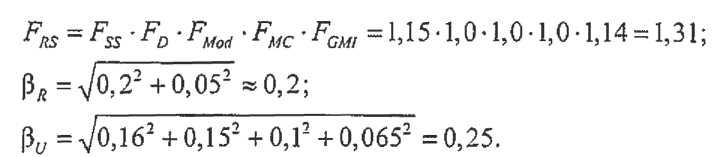 F_RS = F_SS · F_D · F_Mod · F_MC · F_GMI = 1,15·1,0·1,0·1,0·1,14 = 1,31;
β_R = √(0,2² + 0,05²) ≈ 0,2;
β_U = √(0,16² + 0,15² + 0,1² + 0,065²) = 0,25.